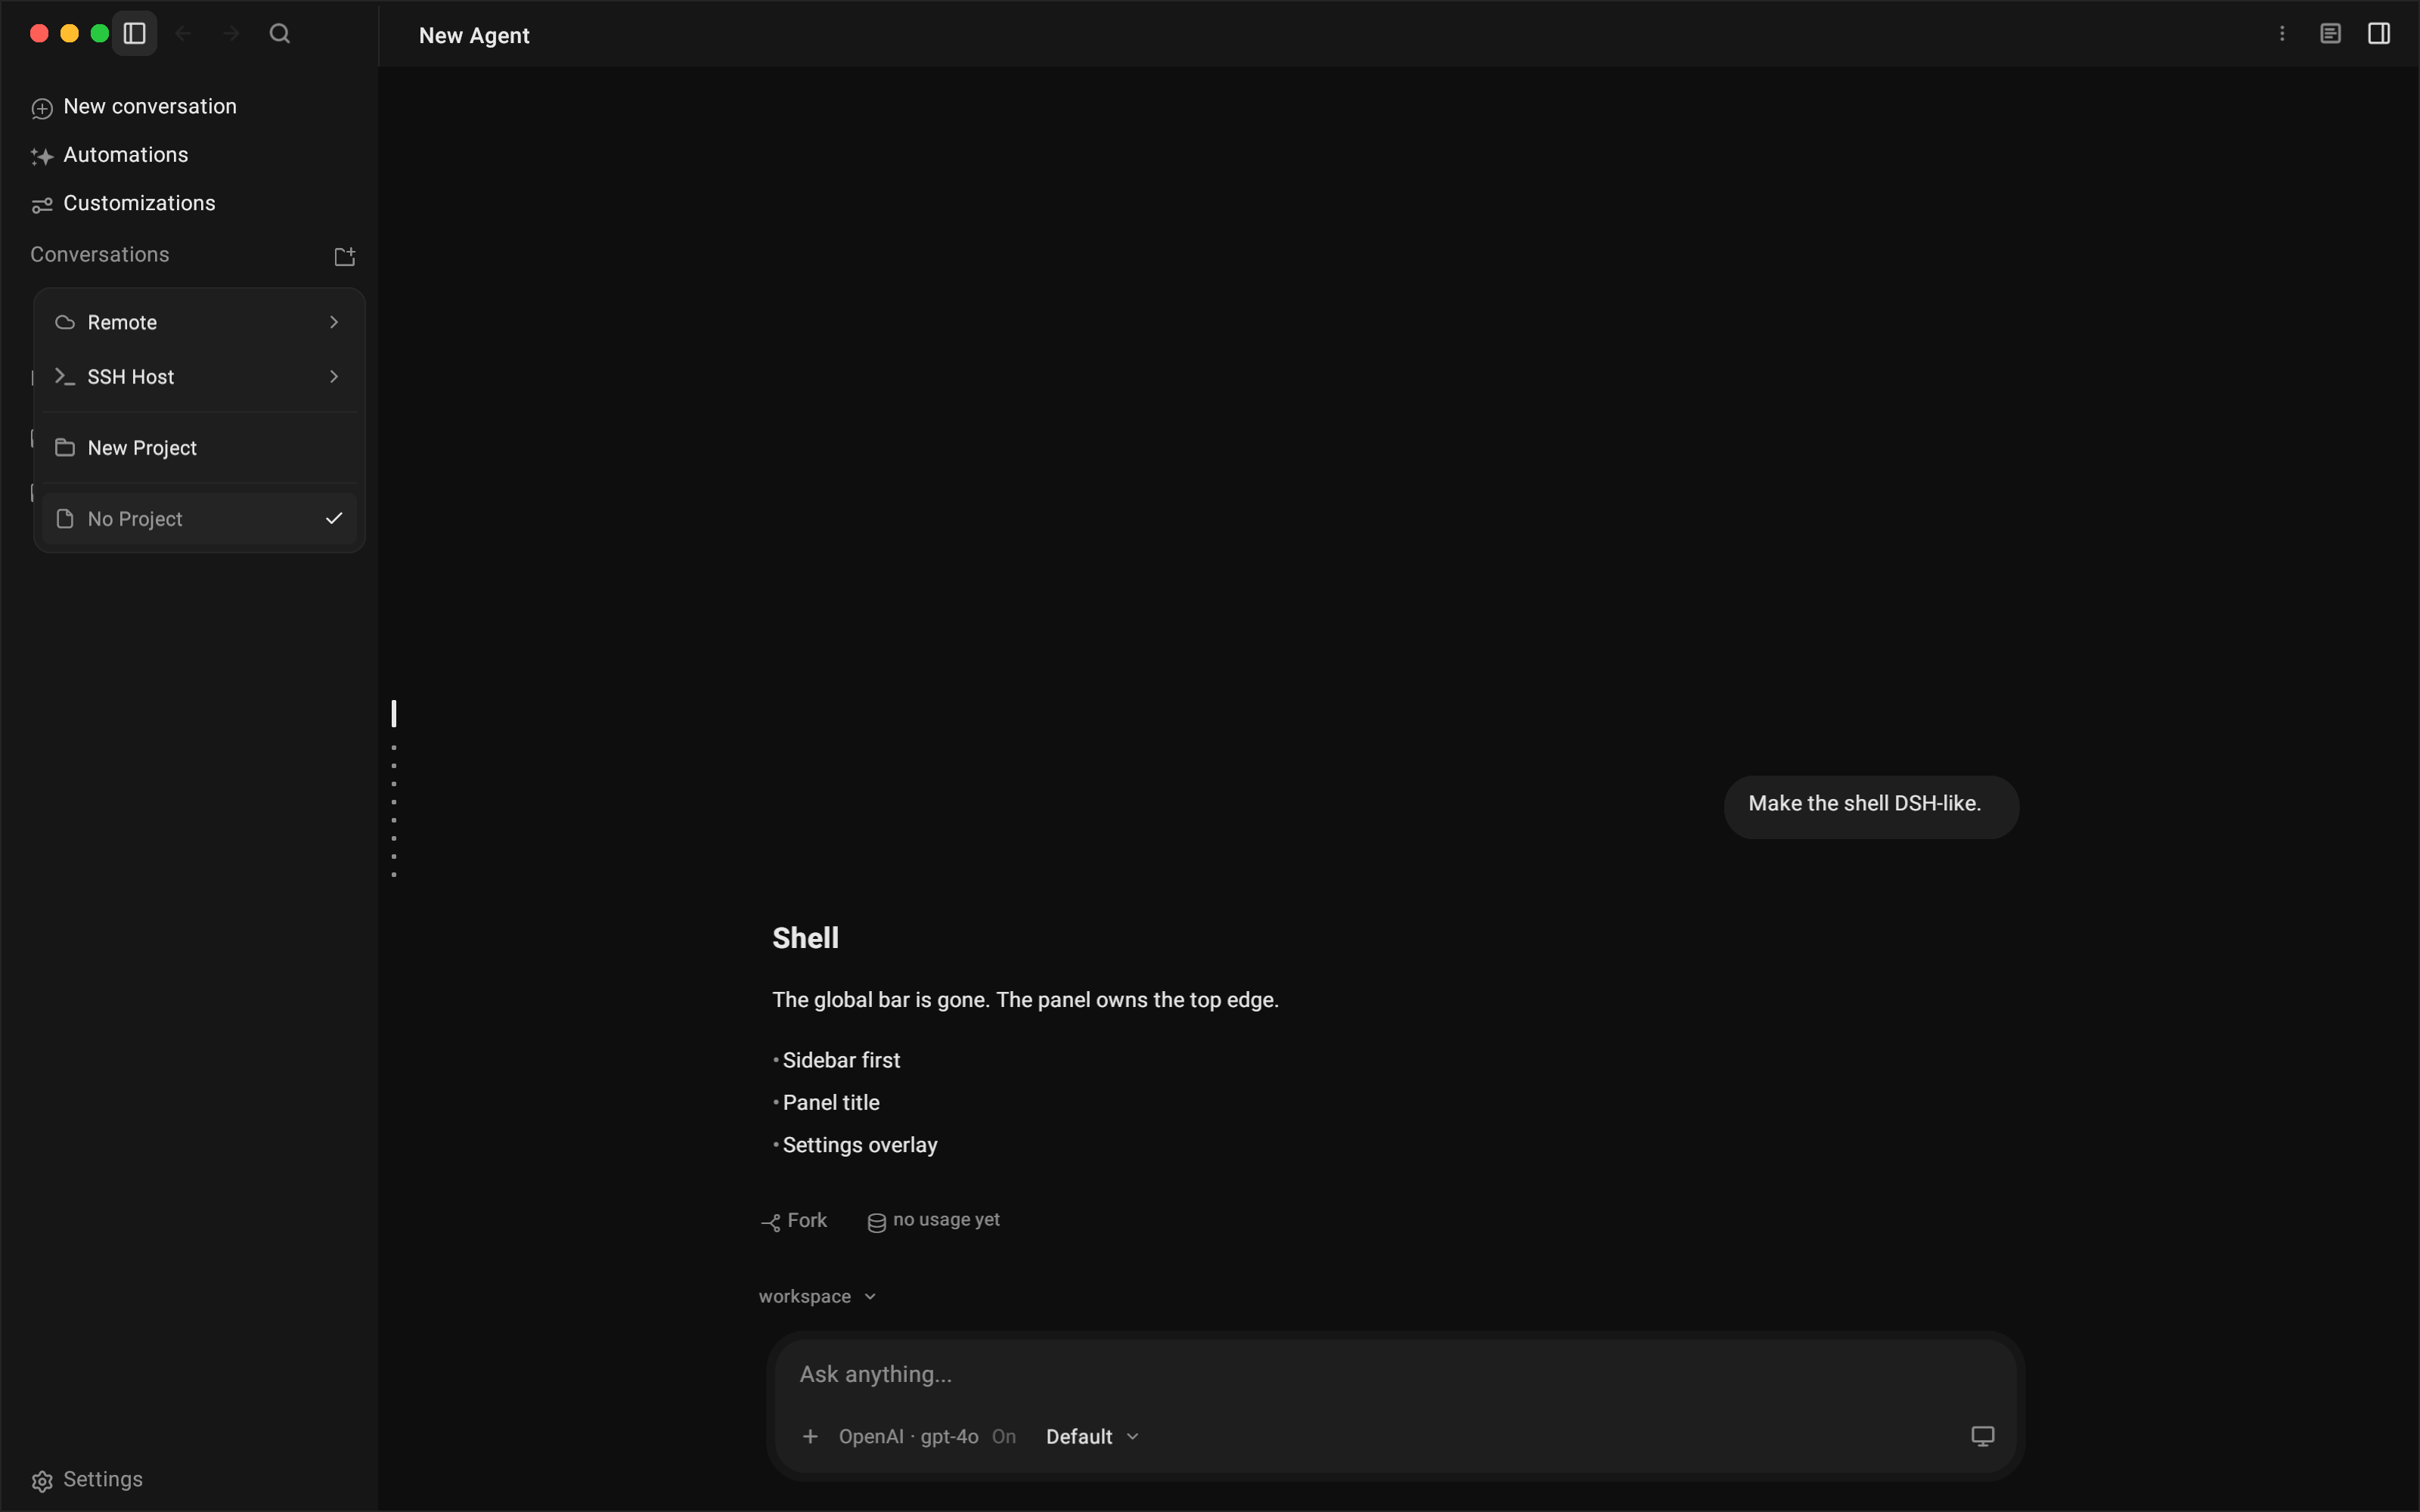 New Agent
New conversation
Automations
Customizations
Conversations
Remote
SSH Host
New Project
No Project
Make the shell DSH-like.
Shell
The global bar is gone. The panel owns the top edge.
• Sidebar first
• Panel title
• Settings overlay
Fork no usage yet
workspace
Ask anything...
OpenAI · gpt-4o On Default
Settings